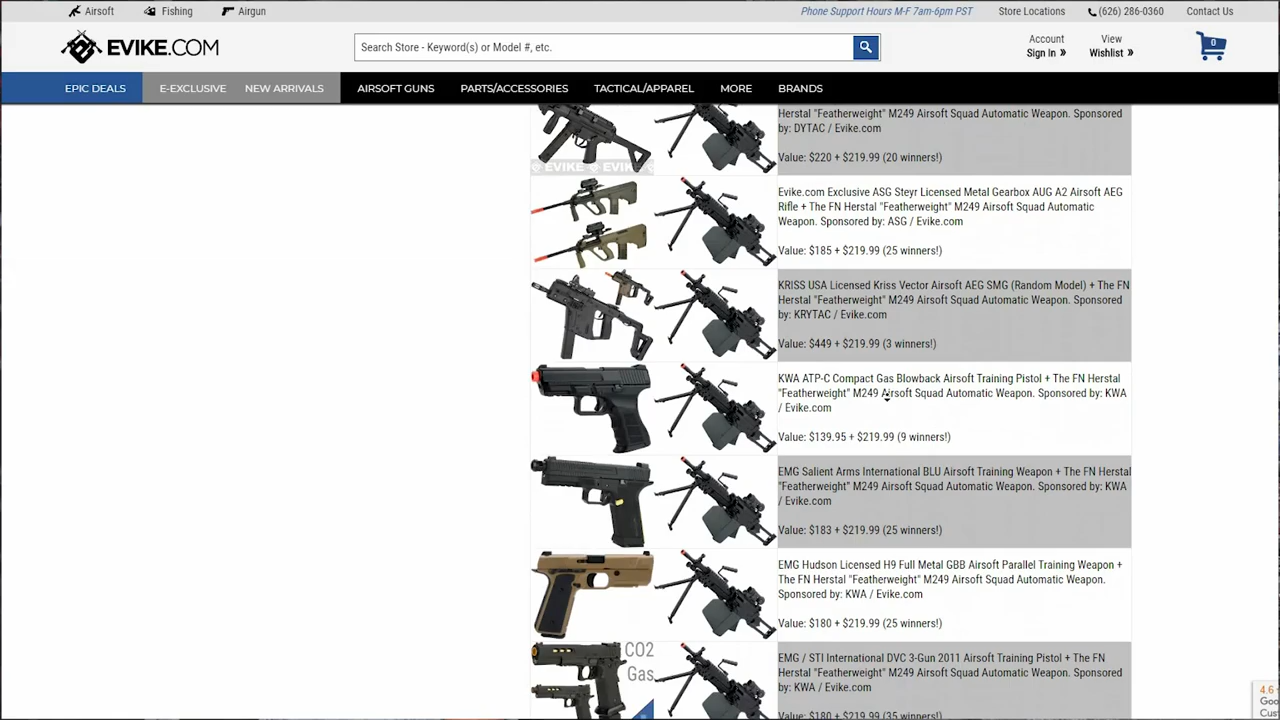 Airsoft
Fishing
Airgun
Phone Support Hours M-F 7am-6pm PST
Store Locations
(626) 286-0360
Contact Us
EVIKE.COM
Search Store - Keyword(s) or Model #, etc.
Account
Sign In »
View
Wishlist »
0
EPIC DEALS
E-EXCLUSIVE
NEW ARRIVALS
AIRSOFT GUNS
PARTS/ACCESSORIES
TACTICAL/APPAREL
MORE
BRANDS
EVIKE EVIKE
Herstal "Featherweight" M249 Airsoft Squad Automatic Weapon. Sponsored
by: DYTAC / Evike.com
Value: $220 + $219.99 (20 winners!)
Evike.com Exclusive ASG Steyr Licensed Metal Gearbox AUG A2 Airsoft AEG
Rifle + The FN Herstal "Featherweight" M249 Airsoft Squad Automatic
Weapon. Sponsored by: ASG / Evike.com
Value: $185 + $219.99 (25 winners!)
KRISS USA Licensed Kriss Vector Airsoft AEG SMG (Random Model) + The FN
Herstal "Featherweight" M249 Airsoft Squad Automatic Weapon. Sponsored
by: KRYTAC / Evike.com
Value: $449 + $219.99 (3 winners!)
KWA ATP-C Compact Gas Blowback Airsoft Training Pistol + The FN Herstal
"Featherweight" M249 Airsoft Squad Automatic Weapon. Sponsored by: KWA
/ Evike.com
Value: $139.95 + $219.99 (9 winners!)
EMG Salient Arms International BLU Airsoft Training Weapon + The FN Herstal
"Featherweight" M249 Airsoft Squad Automatic Weapon. Sponsored by: KWA
/ Evike.com
Value: $183 + $219.99 (25 winners!)
EMG Hudson Licensed H9 Full Metal GBB Airsoft Parallel Training Weapon +
The FN Herstal "Featherweight" M249 Airsoft Squad Automatic Weapon.
Sponsored by: KWA / Evike.com
Value: $180 + $219.99 (25 winners!)
CO2
Gas
EMG / STI International DVC 3-Gun 2011 Airsoft Training Pistol + The FN
Herstal "Featherweight" M249 Airsoft Squad Automatic Weapon. Sponsored
by: KWA / Evike.com
Value: $180 + $219.99 (35 winners!)
4.6